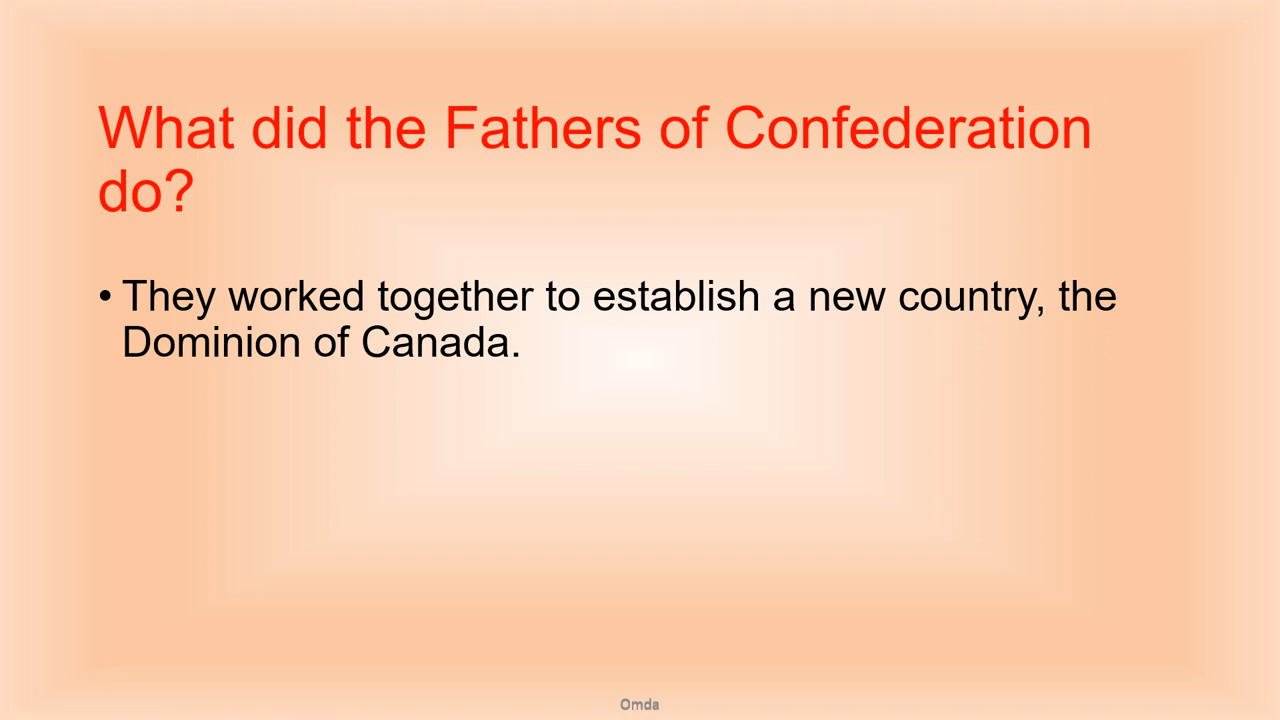 What did the Fathers of Confederation
do?
• They worked together to establish a new country, the
Dominion of Canada.
Omda